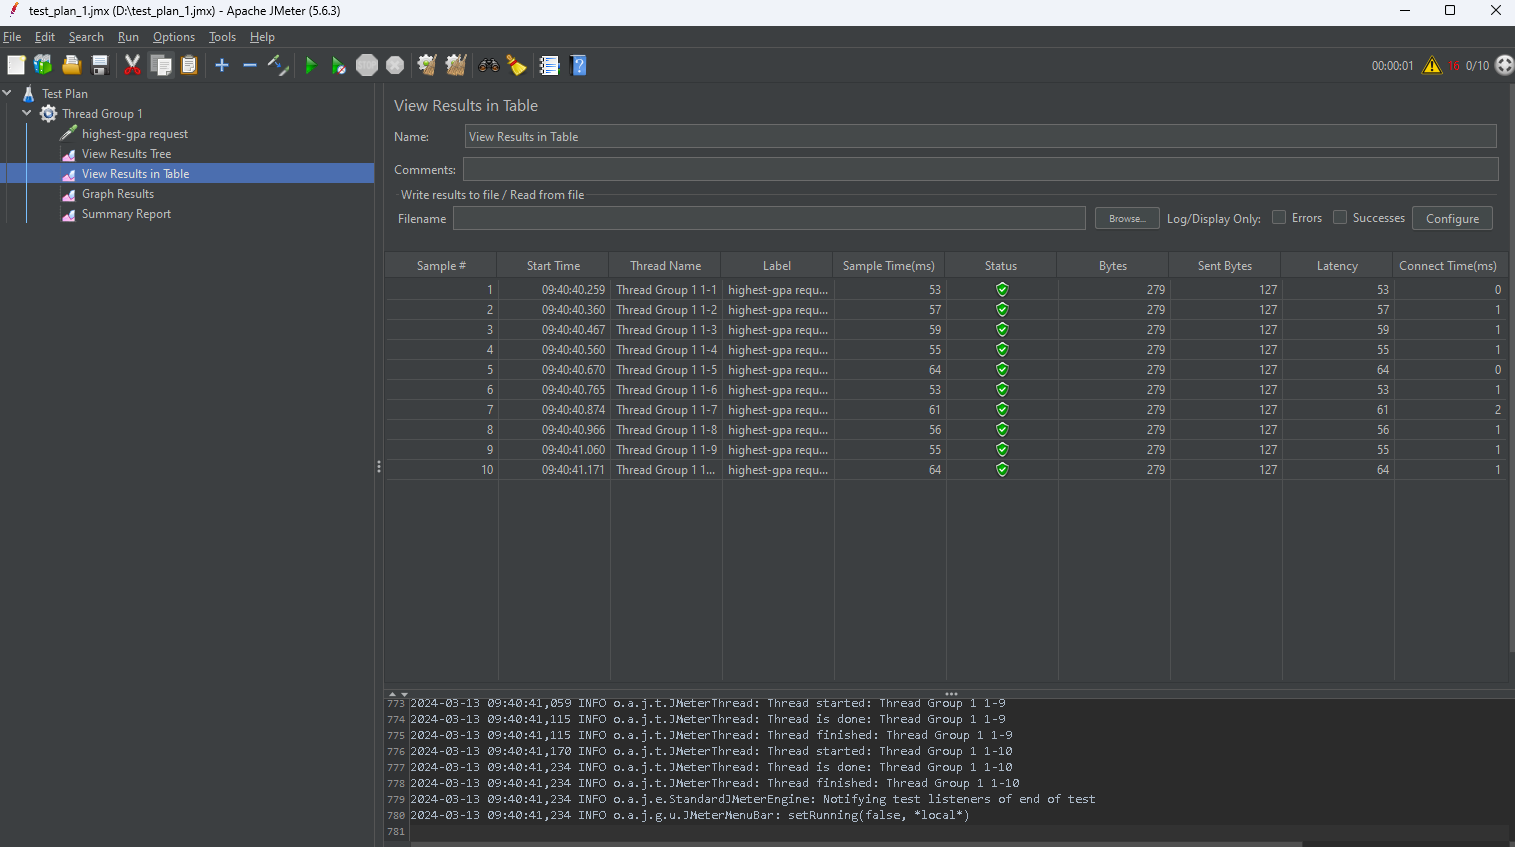 test_plan_1.jmx (D:\test_plan_1.jmx) - Apache JMeter (5.6.3)
File Edit Search Run Options Tools Help
00:00:01 16 0/10
Test Plan
Thread Group 1
highest-gpa request
View Results Tree
View Results in Table
Graph Results
Summary Report
View Results in Table
Name: View Results in Table
Comments:
Write results to file / Read from file
Filename Browse... Log/Display Only: Errors Successes Configure
Sample # Start Time Thread Name Label Sample Time(ms) Status Bytes Sent Bytes Latency Connect Time(ms)
1 09:40:40.259 Thread Group 1 1-1 highest-gpa requ... 53 279 127 53 0
2 09:40:40.360 Thread Group 1 1-2 highest-gpa requ... 57 279 127 57 1
3 09:40:40.467 Thread Group 1 1-3 highest-gpa requ... 59 279 127 59 1
4 09:40:40.560 Thread Group 1 1-4 highest-gpa requ... 55 279 127 55 1
5 09:40:40.670 Thread Group 1 1-5 highest-gpa requ... 64 279 127 64 0
6 09:40:40.765 Thread Group 1 1-6 highest-gpa requ... 53 279 127 53 1
7 09:40:40.874 Thread Group 1 1-7 highest-gpa requ... 61 279 127 61 2
8 09:40:40.966 Thread Group 1 1-8 highest-gpa requ... 56 279 127 56 1
9 09:40:41.060 Thread Group 1 1-9 highest-gpa requ... 55 279 127 55 1
10 09:40:41.171 Thread Group 1 1... highest-gpa requ... 64 279 127 64 1
773 2024-03-13 09:40:41,059 INFO o.a.j.t.JMeterThread: Thread started: Thread Group 1 1-9
774 2024-03-13 09:40:41,115 INFO o.a.j.t.JMeterThread: Thread is done: Thread Group 1 1-9
775 2024-03-13 09:40:41,115 INFO o.a.j.t.JMeterThread: Thread finished: Thread Group 1 1-9
776 2024-03-13 09:40:41,170 INFO o.a.j.t.JMeterThread: Thread started: Thread Group 1 1-10
777 2024-03-13 09:40:41,234 INFO o.a.j.t.JMeterThread: Thread is done: Thread Group 1 1-10
778 2024-03-13 09:40:41,234 INFO o.a.j.t.JMeterThread: Thread finished: Thread Group 1 1-10
779 2024-03-13 09:40:41,234 INFO o.a.j.e.StandardJMeterEngine: Notifying test listeners of end of test
780 2024-03-13 09:40:41,234 INFO o.a.j.g.u.JMeterMenuBar: setRunning(false, *local*)
781